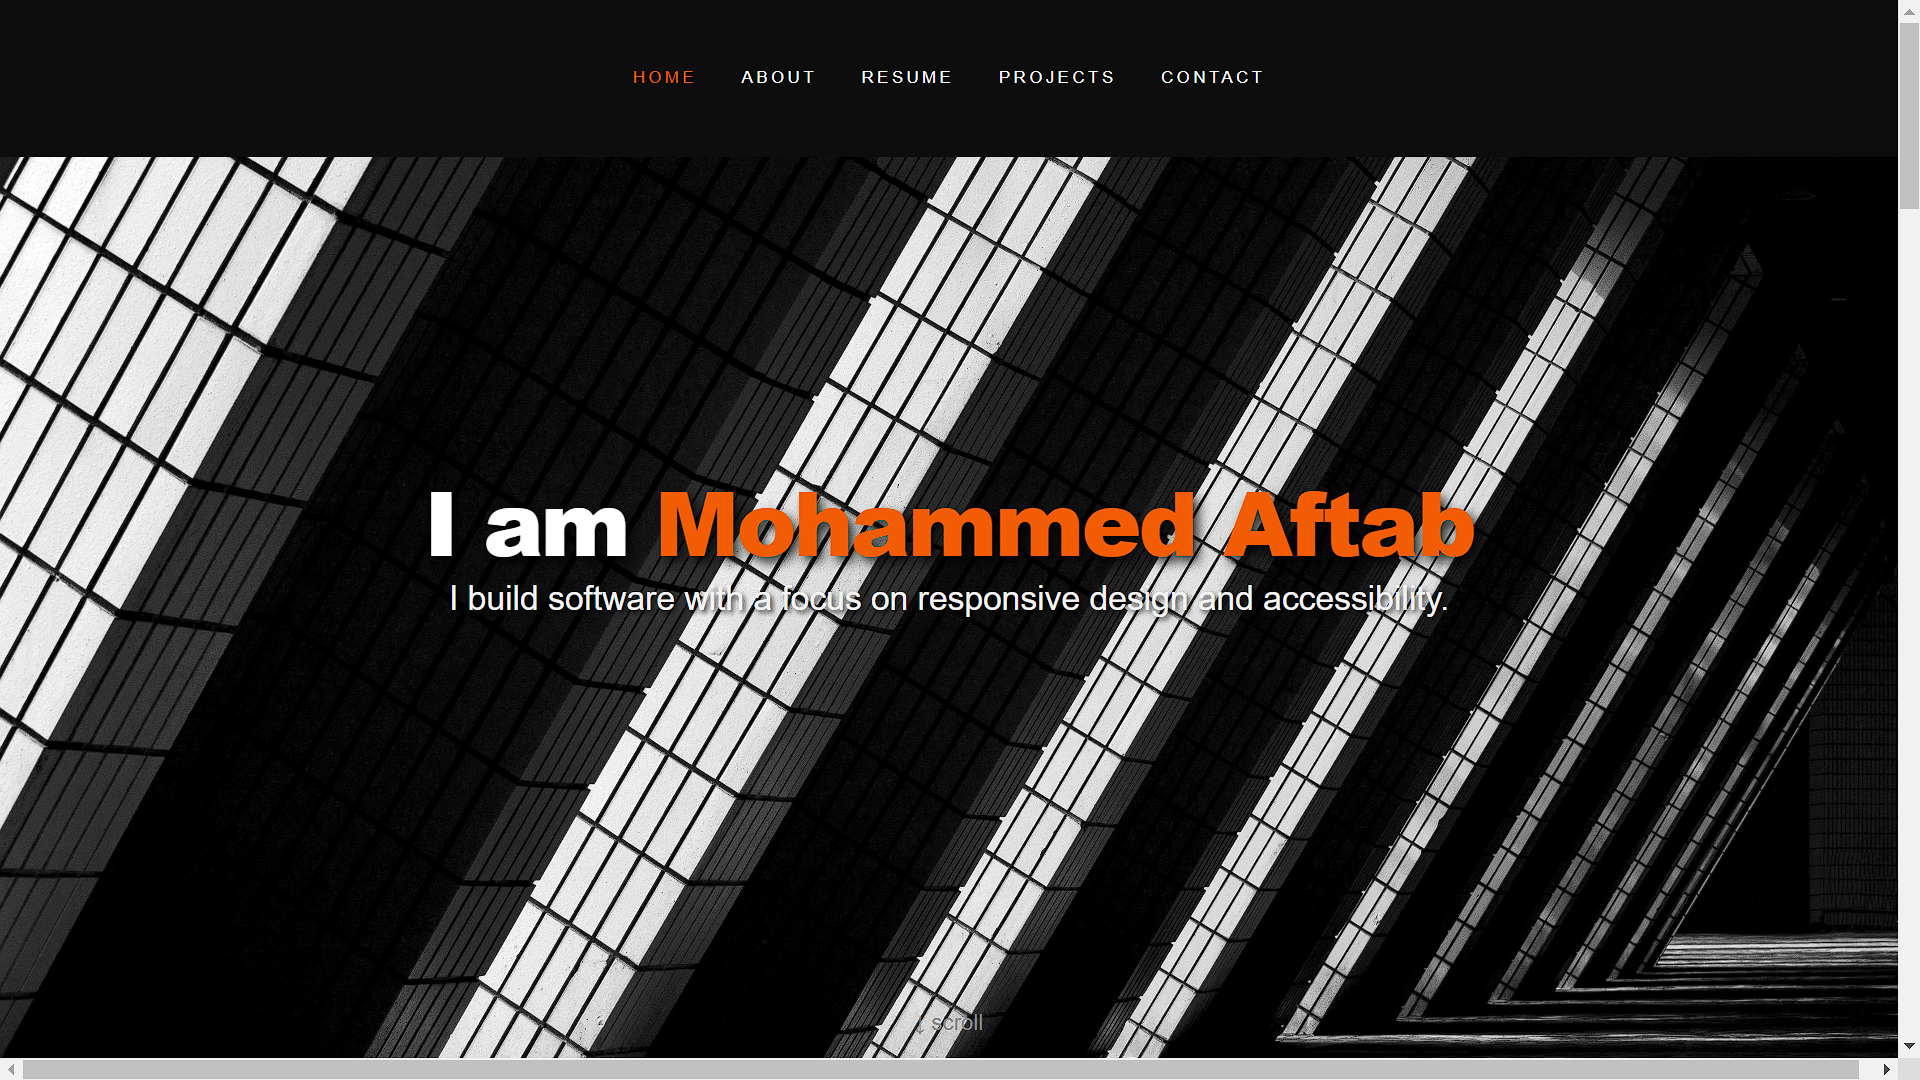 HOME ABOUT RESUME PROJECTS CONTACT
I am Mohammed Aftab
I build software with a focus on responsive design and accessibility.
↓ scroll